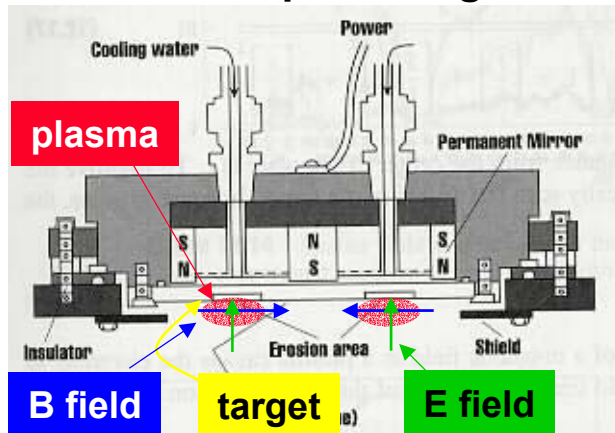 Power
Cooling water
plasma
Permanent Mirror
S
N
N
S
S
N
Insulator
Erosion area
Shield
B field
target
E field